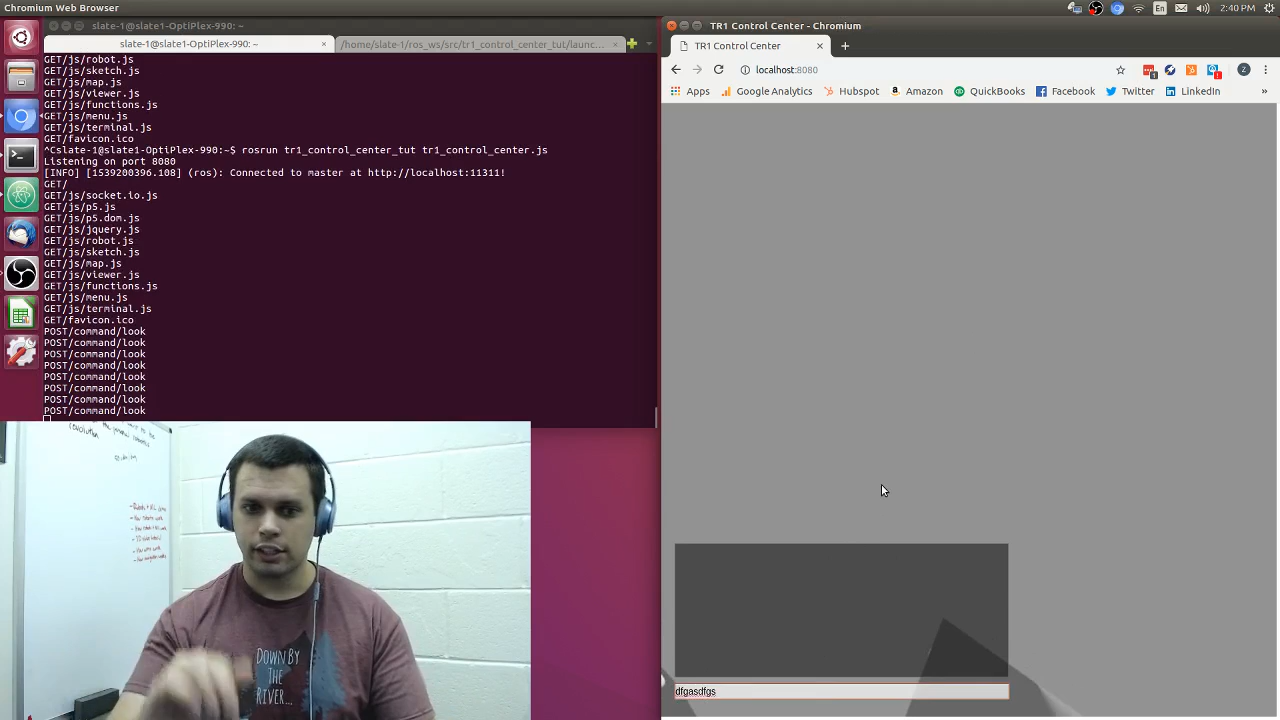 Chromium Web Browser
En
2:40 PM
slate-1@slate1-OptiPlex-990: ~
slate-1@slate1-OptiPlex-990: ~ ×
/home/slate-1/ros_ws/src/tr1_control_center_tut/launc... ×
GET/js/robot.js
GET/js/sketch.js
GET/js/map.js
GET/js/viewer.js
GET/js/functions.js
GET/js/menu.js
GET/js/terminal.js
GET/favicon.ico
^Cslate-1@slate1-OptiPlex-990:~$ rosrun tr1_control_center_tut tr1_control_center.js
Listening on port 8080
[INFO] [1539200396.108] (ros): Connected to master at http://localhost:11311!
GET/
GET/js/socket.io.js
GET/js/p5.js
GET/js/p5.dom.js
GET/js/jquery.js
GET/js/robot.js
GET/js/sketch.js
GET/js/map.js
GET/js/viewer.js
GET/js/functions.js
GET/js/menu.js
GET/js/terminal.js
GET/favicon.ico
POST/command/look
POST/command/look
POST/command/look
POST/command/look
POST/command/look
POST/command/look
POST/command/look
POST/command/look
revolution
DOWN BY
THE
RIVER...
TR1 Control Center - Chromium
TR1 Control Center
localhost:8080
Z
Apps Google Analytics Hubspot Amazon QuickBooks Facebook Twitter LinkedIn »
dfgasdfgs